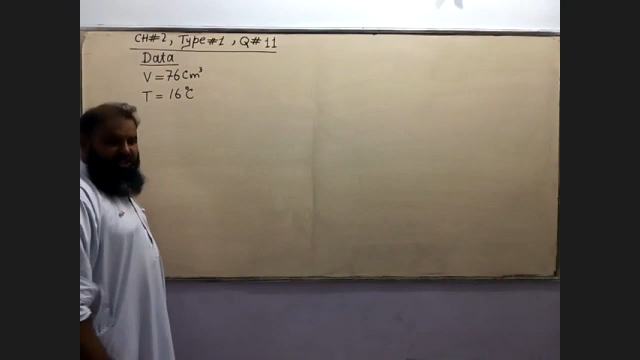 CH#2, Type#1, Q#11
Data
V = 76 cm³
T = 16°C